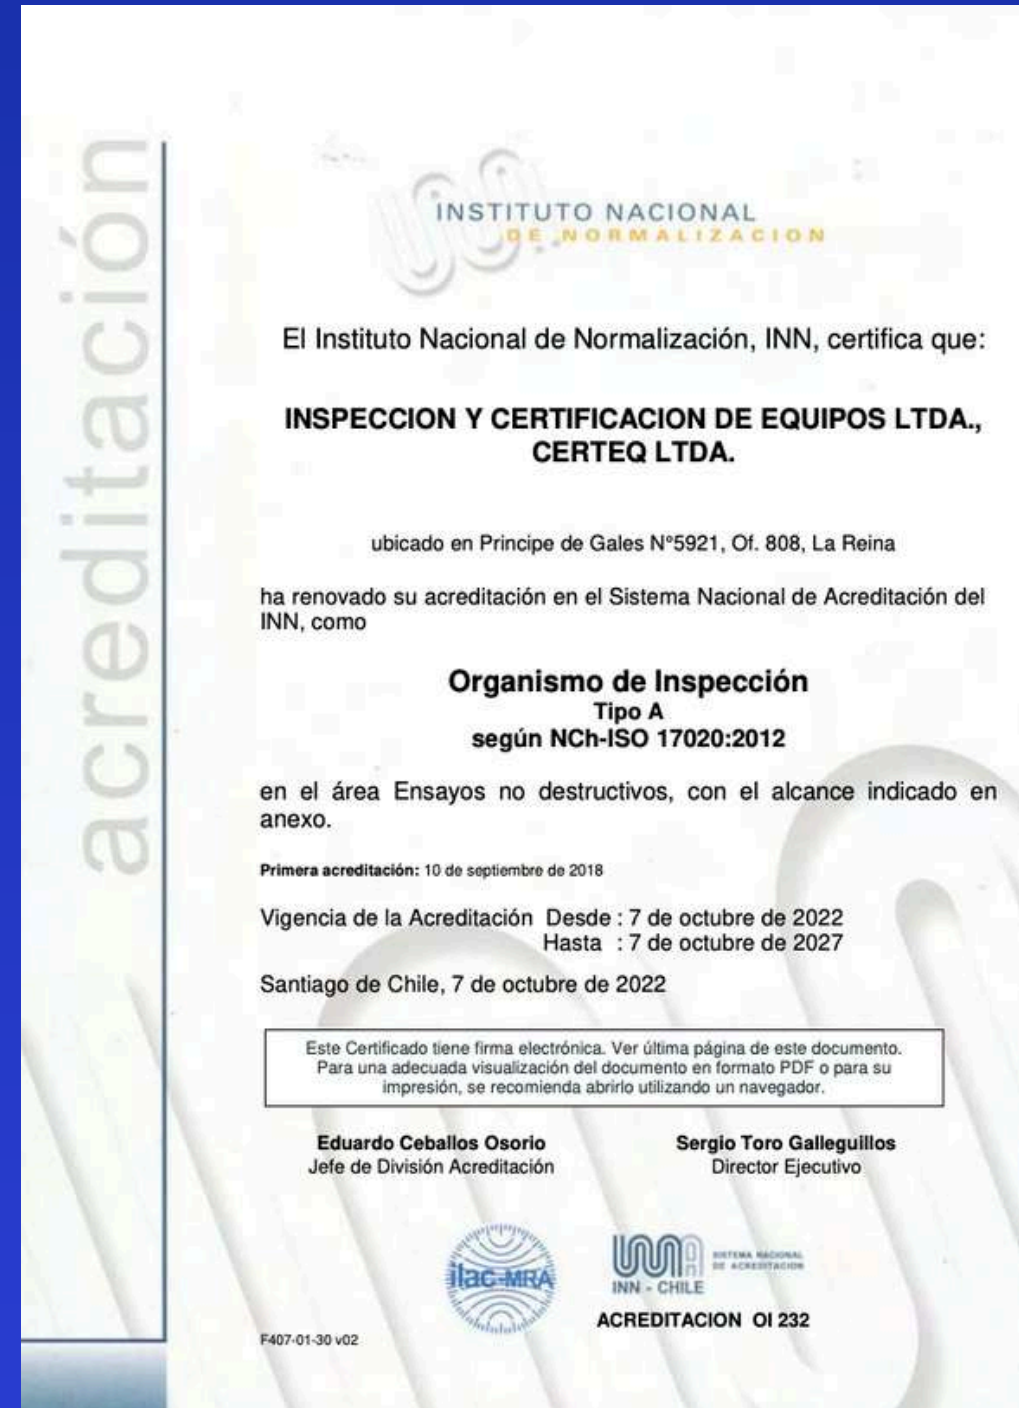 acreditación
INSTITUTO NACIONAL
DE NORMALIZACION
El Instituto Nacional de Normalización, INN, certifica que:
INSPECCION Y CERTIFICACION DE EQUIPOS LTDA.,
CERTEQ LTDA.
ubicado en Principe de Gales N°5921, Of. 808, La Reina
ha renovado su acreditación en el Sistema Nacional de Acreditación del
INN, como
Organismo de Inspección
Tipo A
según NCh-ISO 17020:2012
en el área Ensayos no destructivos, con el alcance indicado en
anexo.
Primera acreditación: 10 de septiembre de 2018
Vigencia de la Acreditación Desde : 7 de octubre de 2022
Hasta : 7 de octubre de 2027
Santiago de Chile, 7 de octubre de 2022
Este Certificado tiene firma electrónica. Ver última página de este documento.
Para una adecuada visualización del documento en formato PDF o para su
impresión, se recomienda abrirlo utilizando un navegador.
Eduardo Ceballos Osorio
Jefe de División Acreditación
Sergio Toro Galleguillos
Director Ejecutivo
ilac-MRA
SISTEMA NACIONAL
DE ACREDITACION
INN - CHILE
ACREDITACION OI 232
F407-01-30 v02